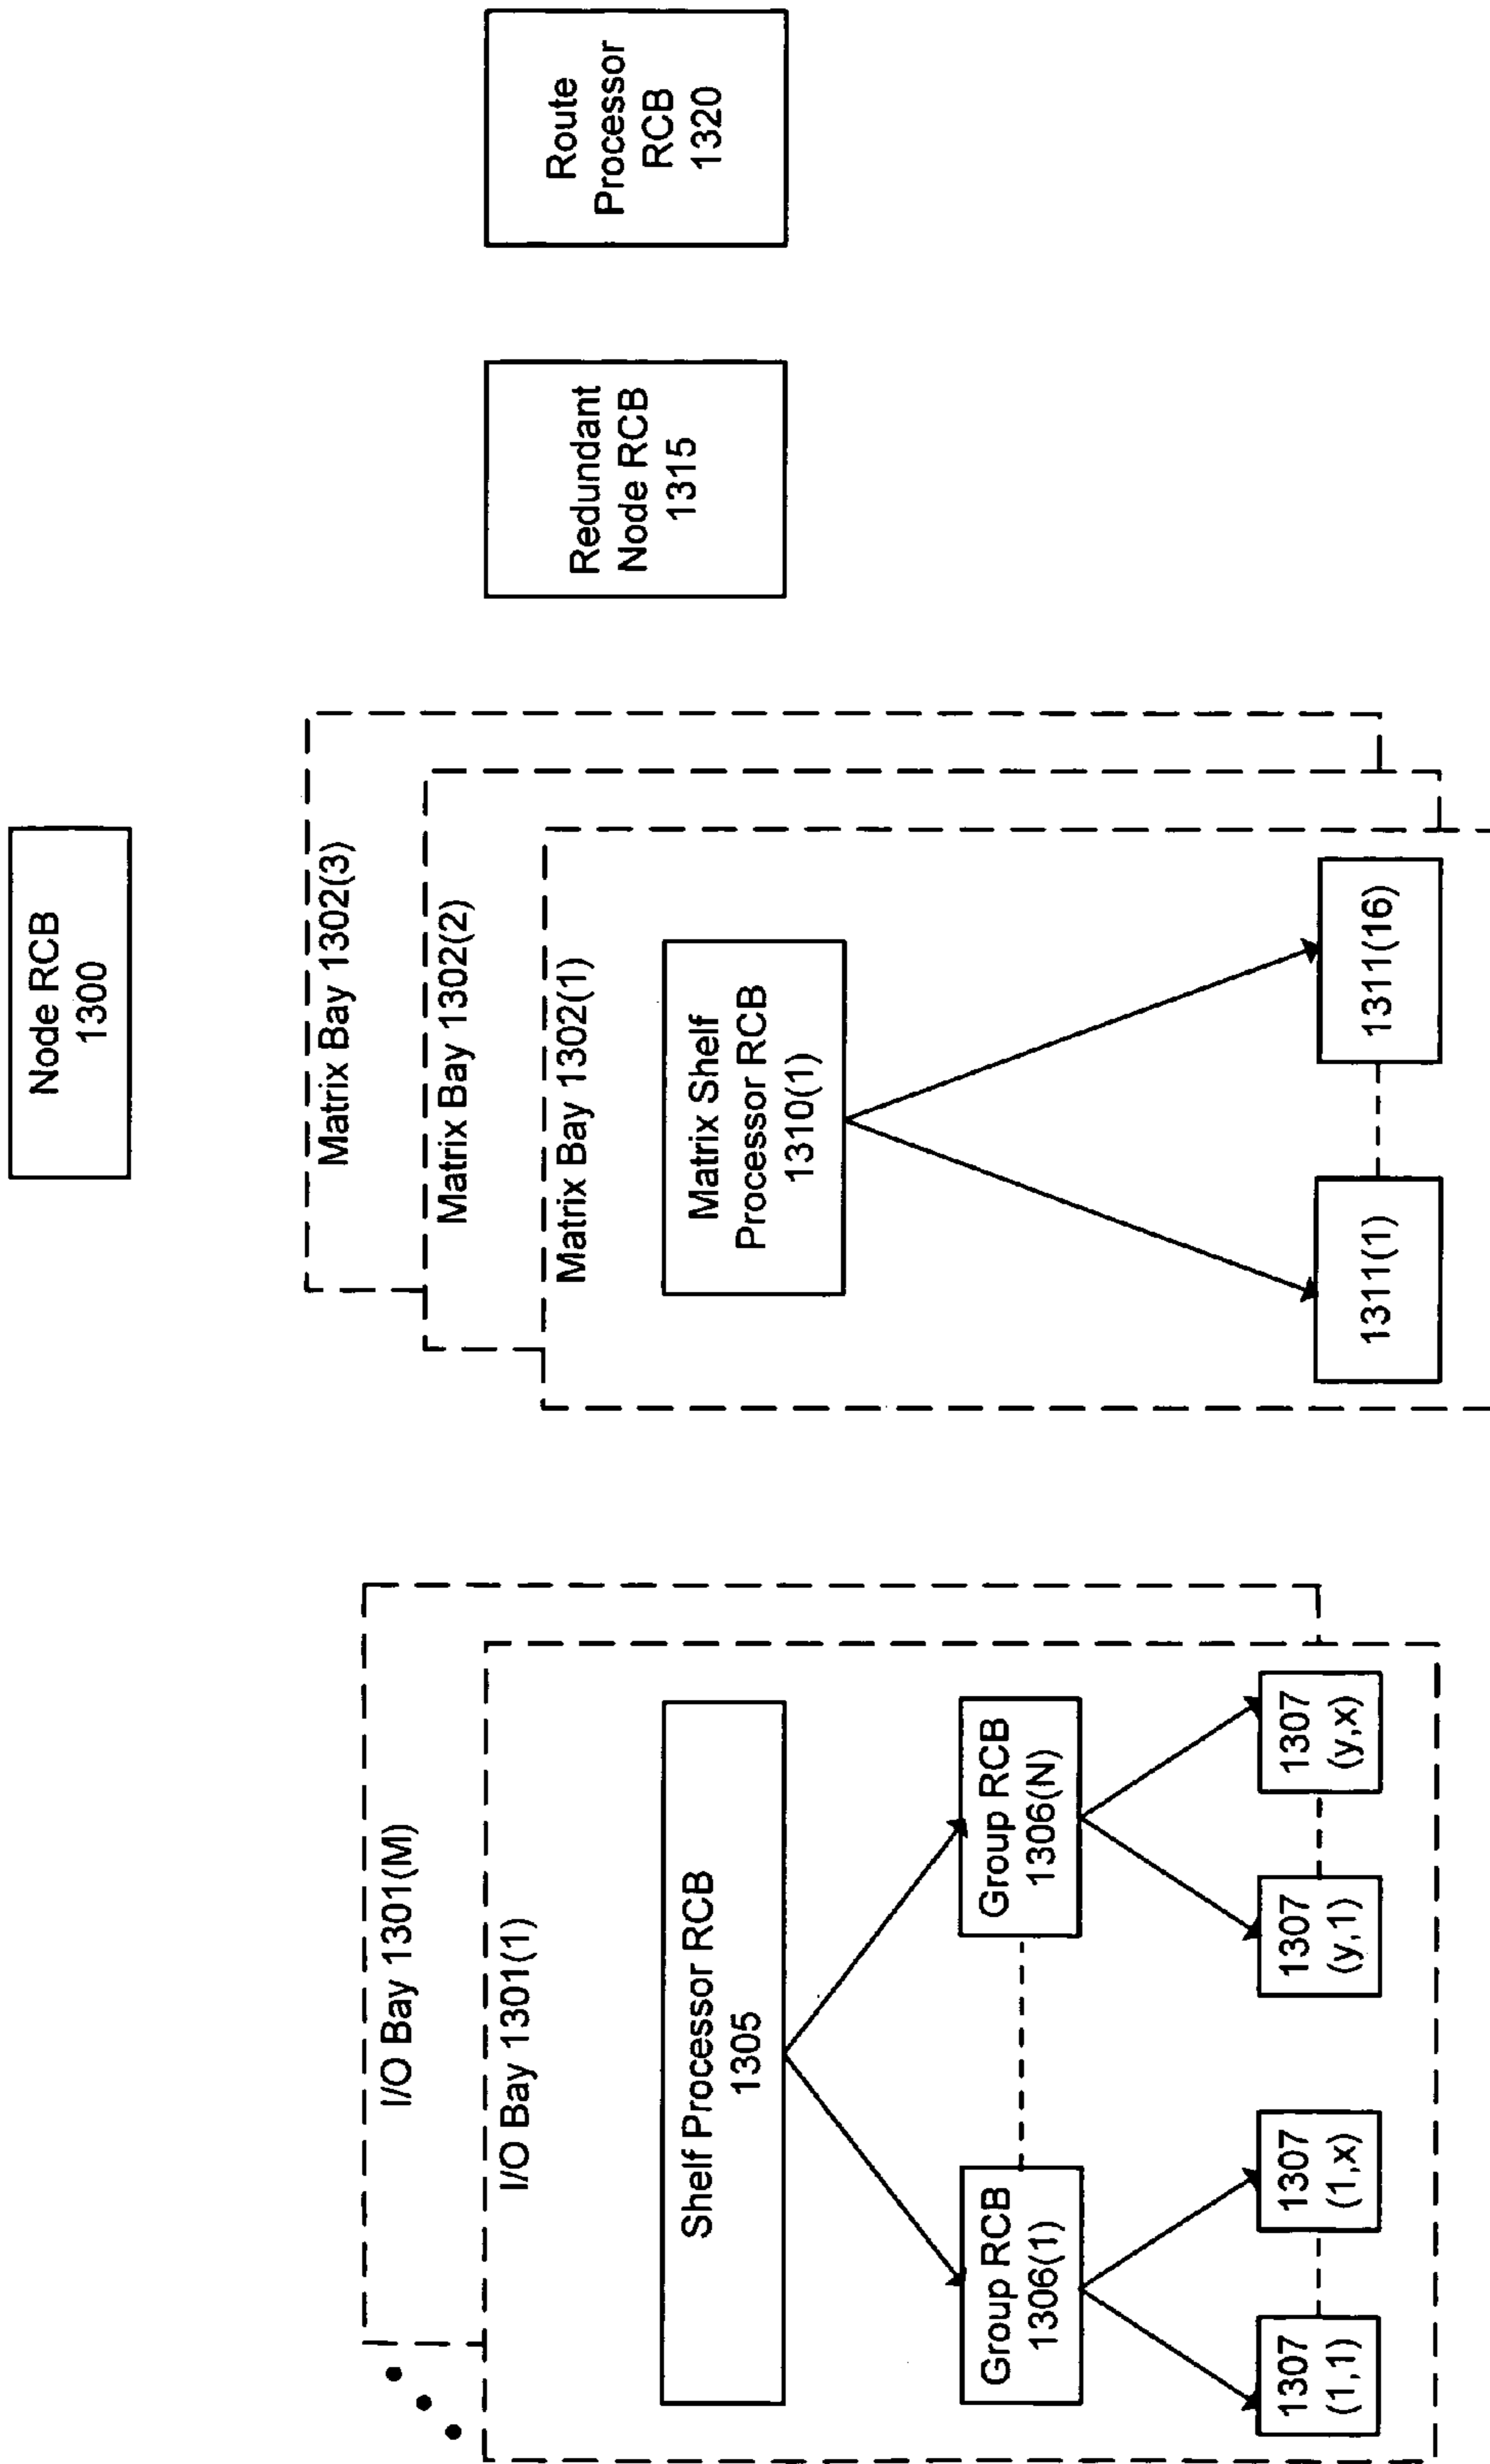 Node RCB
1300
I/O Bay 1301(M)
I/O Bay 1301(1)
Shelf Processor RCB
1305
Group RCB
1306(1)
Group RCB
1306(N)
1307
(1,1)
1307
(1,x)
1307
(y,1)
1307
(y,x)
Matrix Bay 1302(3)
Matrix Bay 1302(2)
Matrix Bay 1302(1)
Matrix Shelf
Processor RCB
1310(1)
1311(1)
1311(16)
Redundant
Node RCB
1315
Route
Processor
RCB
1320